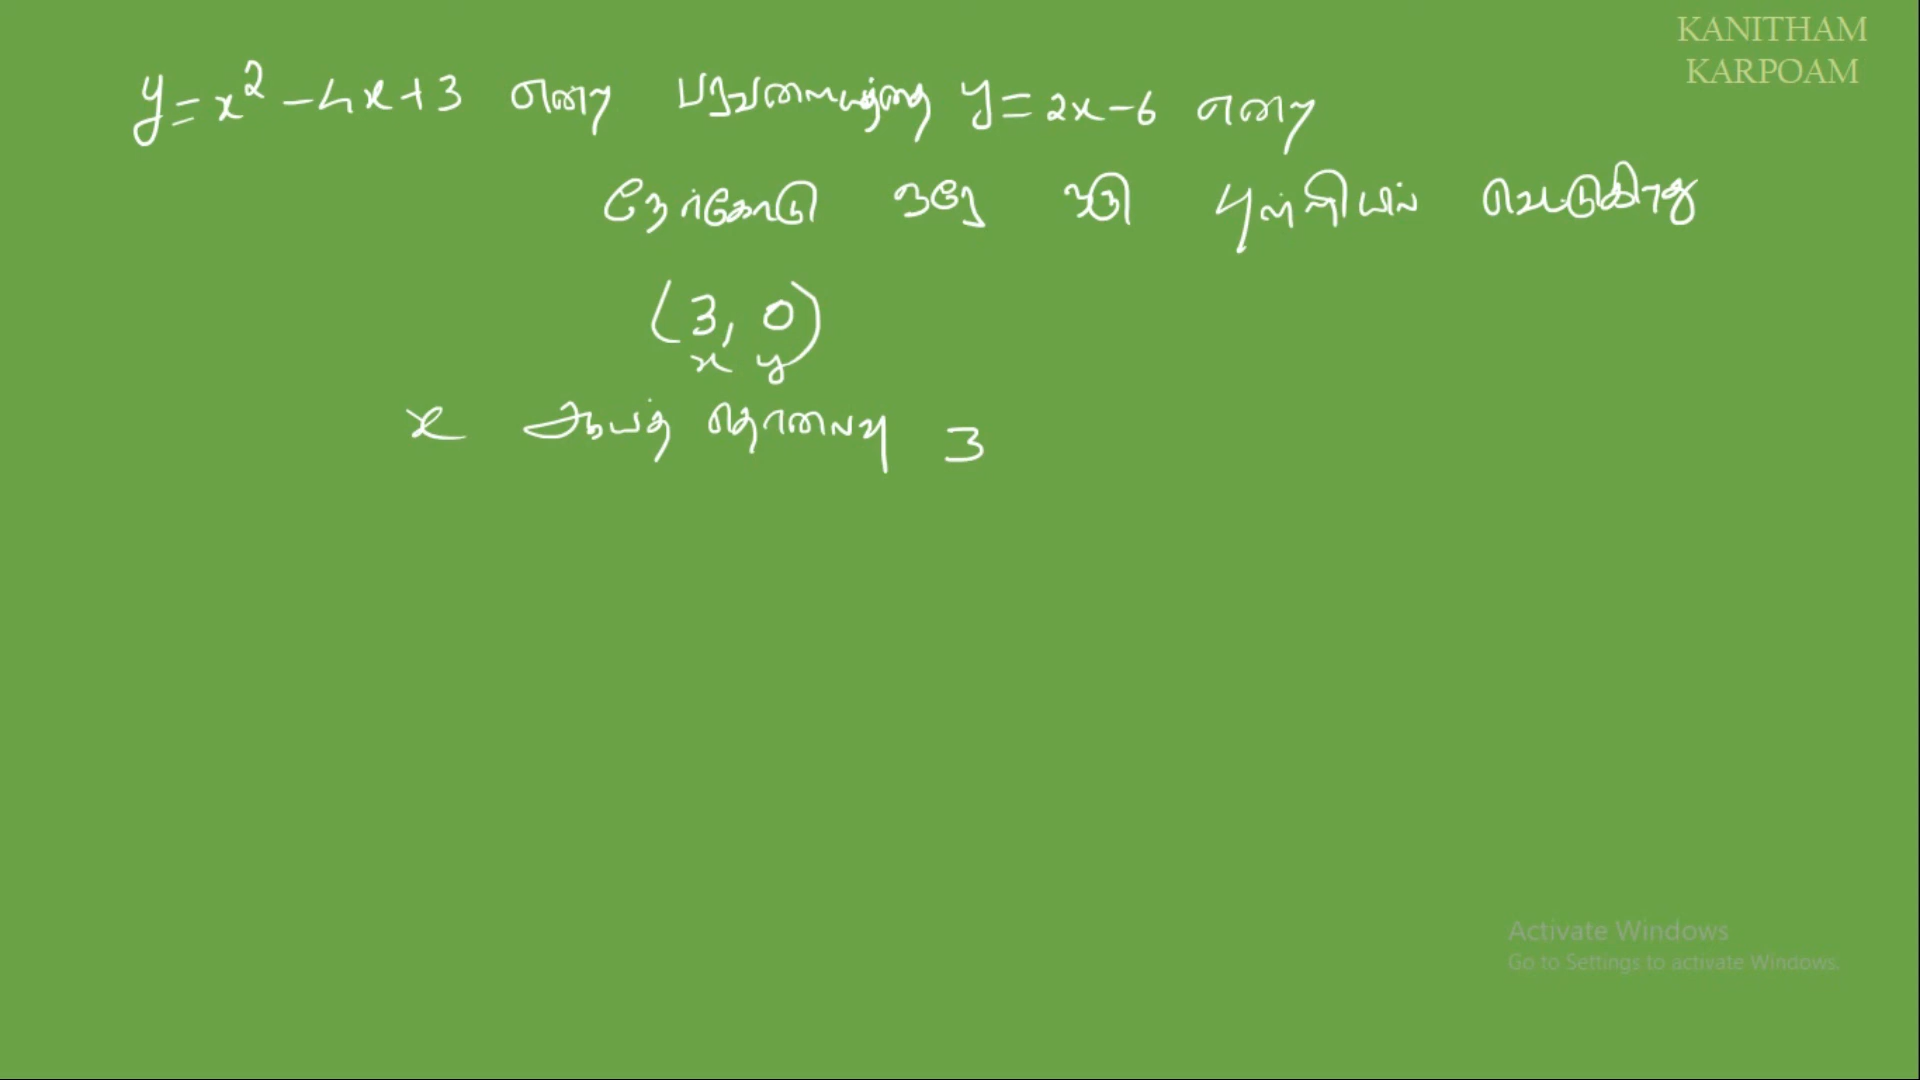 KANITHAM
KARPOAM
y = x² - 4x + 3 என்ற பரவளையத்தை y = 2x - 6 என்ற
நேர்கோடு ஒரே ஒரு புள்ளியில் வெட்டுகிறது
(3, 0)
x y
x ஆயத் தொலைவு 3
Activate Windows
Go to Settings to activate Windows.